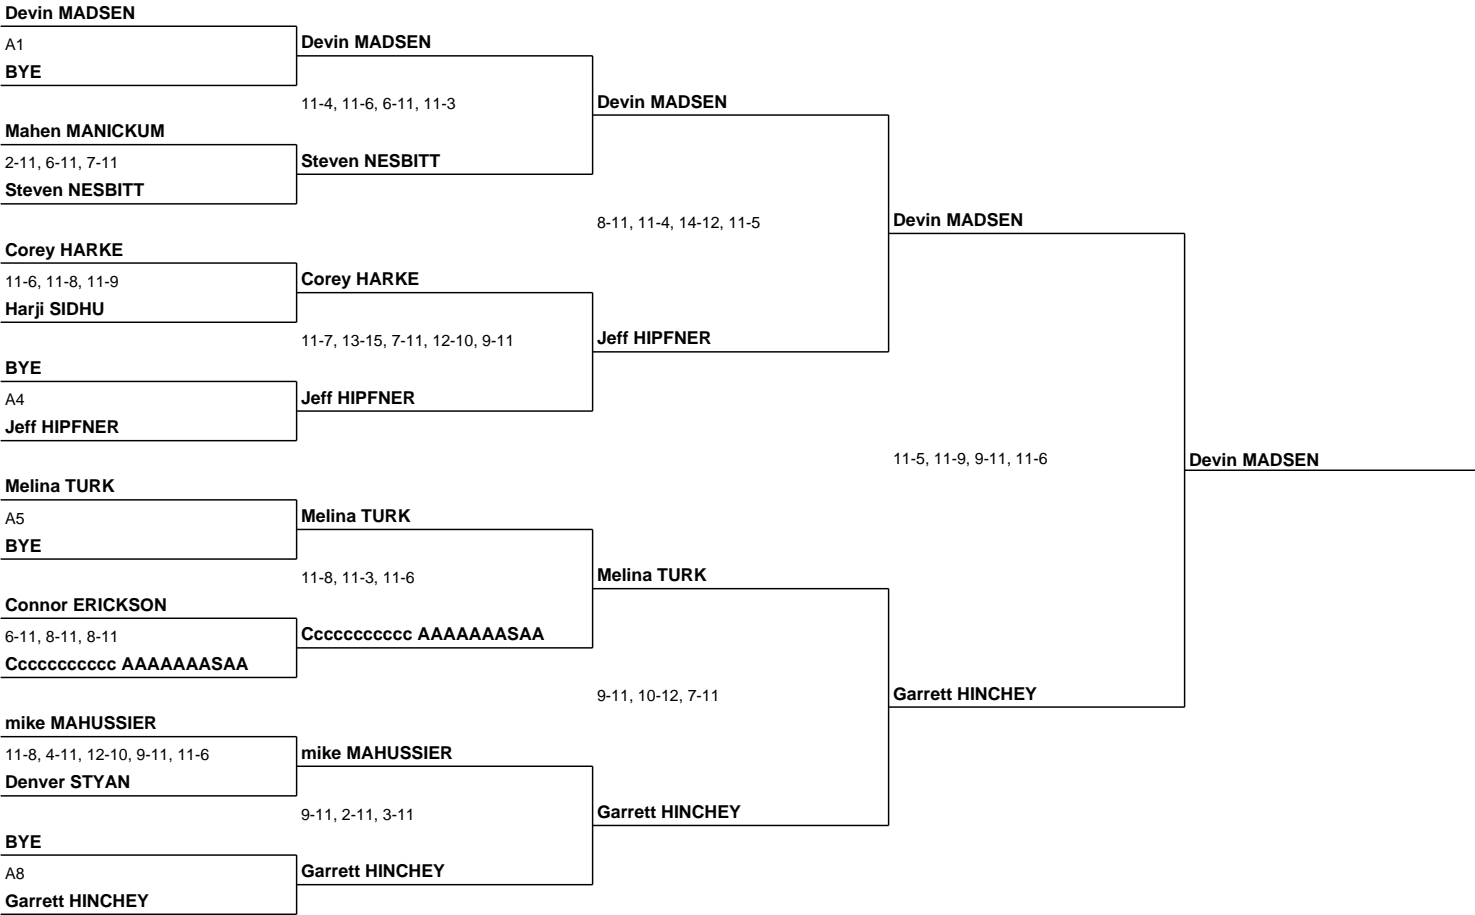 Devin MADSEN
A1
BYE
Mahen MANICKUM
2-11, 6-11, 7-11
Steven NESBITT
Corey HARKE
11-6, 11-8, 11-9
Harji SIDHU
BYE
A4
Jeff HIPFNER
Melina TURK
A5
BYE
Connor ERICKSON
6-11, 8-11, 8-11
Ccccccccccc AAAAAAASAA
mike MAHUSSIER
11-8, 4-11, 12-10, 9-11, 11-6
Denver STYAN
BYE
A8
Garrett HINCHEY
Devin MADSEN
11-4, 11-6, 6-11, 11-3
Steven NESBITT
Corey HARKE
11-7, 13-15, 7-11, 12-10, 9-11
Jeff HIPFNER
Melina TURK
11-8, 11-3, 11-6
Ccccccccccc AAAAAAASAA
mike MAHUSSIER
9-11, 2-11, 3-11
Garrett HINCHEY
Devin MADSEN
8-11, 11-4, 14-12, 11-5
Jeff HIPFNER
Melina TURK
9-11, 10-12, 7-11
Garrett HINCHEY
Devin MADSEN
11-5, 11-9, 9-11, 11-6
Garrett HINCHEY
Devin MADSEN